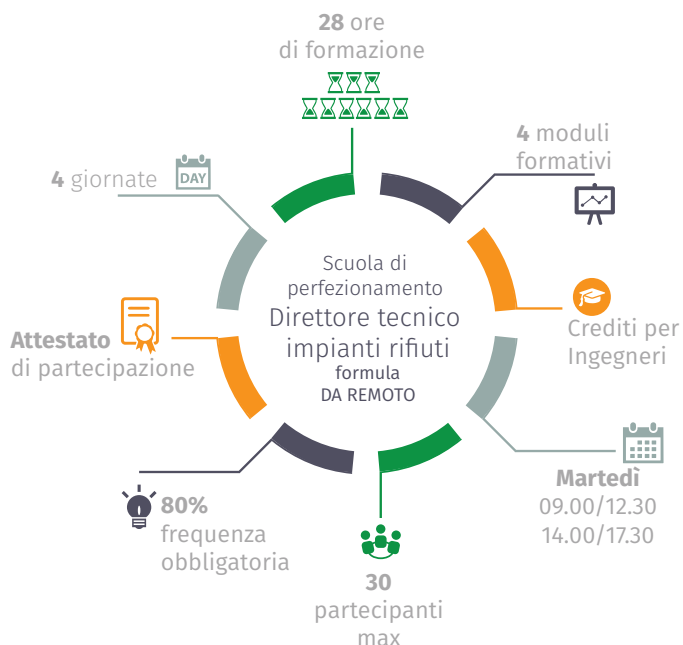 28 ore
di formazione
4 moduli
formativi
4 giornate
DAY
Scuola di
perfezionamento
Direttore tecnico
impianti rifiuti
formula
DA REMOTO
Crediti per
Ingegneri
Attestato
di partecipazione
Martedì
09.00/12.30
14.00/17.30
80%
frequenza
obbligatoria
30
partecipanti
max